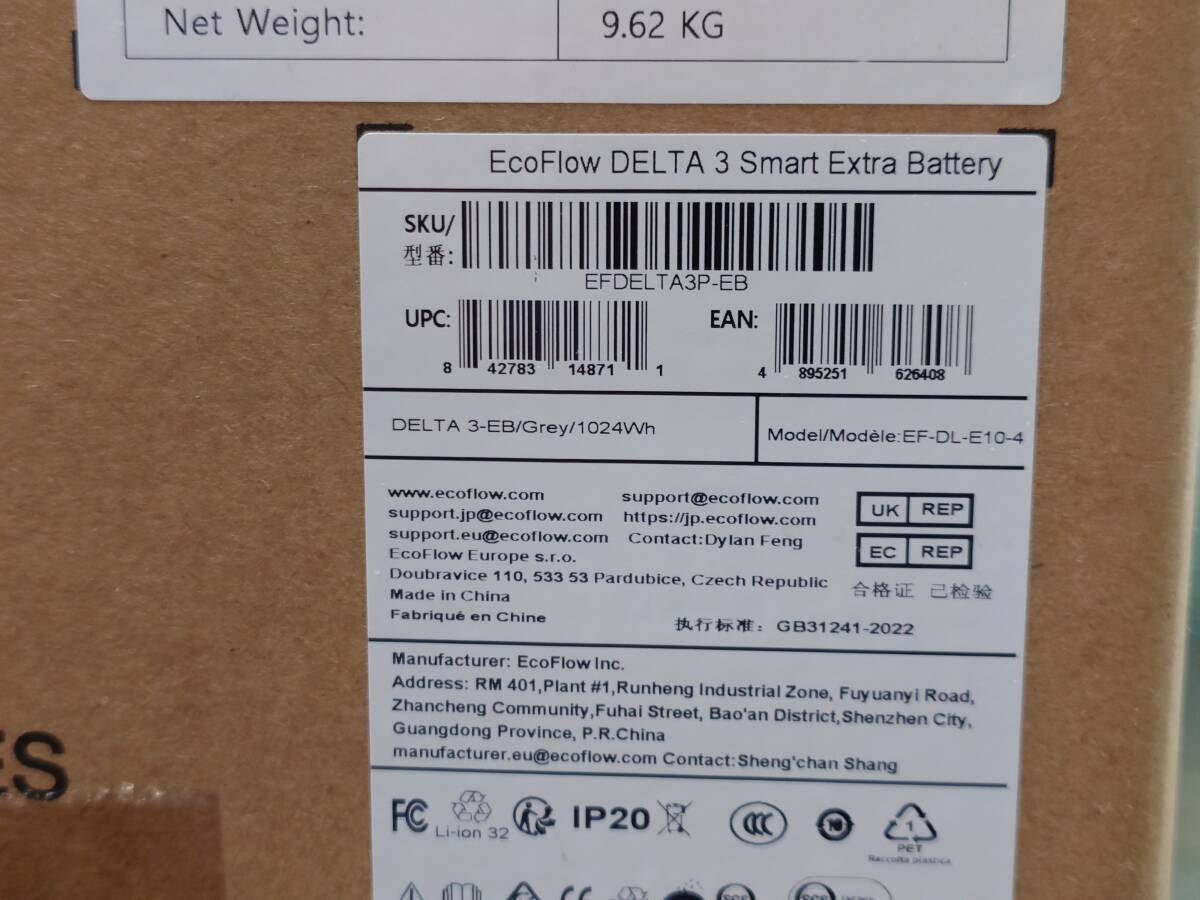 Net Weight: 9.62 KG
EcoFlow DELTA 3 Smart Extra Battery
SKU/
型番:
EFDELTA3P-EB
UPC: 8 42783 14871 1
EAN: 4 895251 626408
DELTA 3-EB/Grey/1024Wh
Model/Modèle:EF-DL-E10-4
www.ecoflow.com support@ecoflow.com
support.jp@ecoflow.com https://jp.ecoflow.com
support.eu@ecoflow.com Contact:Dylan Feng
EcoFlow Europe s.r.o.
Doubravice 110, 533 53 Pardubice, Czech Republic
Made in China
Fabriqué en Chine
UK REP
EC REP
合格证 已检验
执行标准：GB31241-2022
Manufacturer: EcoFlow Inc.
Address: RM 401,Plant #1,Runheng Industrial Zone, Fuyuanyi Road,
Zhancheng Community,Fuhai Street, Bao'an District,Shenzhen City,
Guangdong Province, P.R.China
manufacturer.eu@ecoflow.com Contact:Sheng'chan Shang
FC Li-ion 32 IP20 CCC 10 1
PET
Raccolta plastica
ES